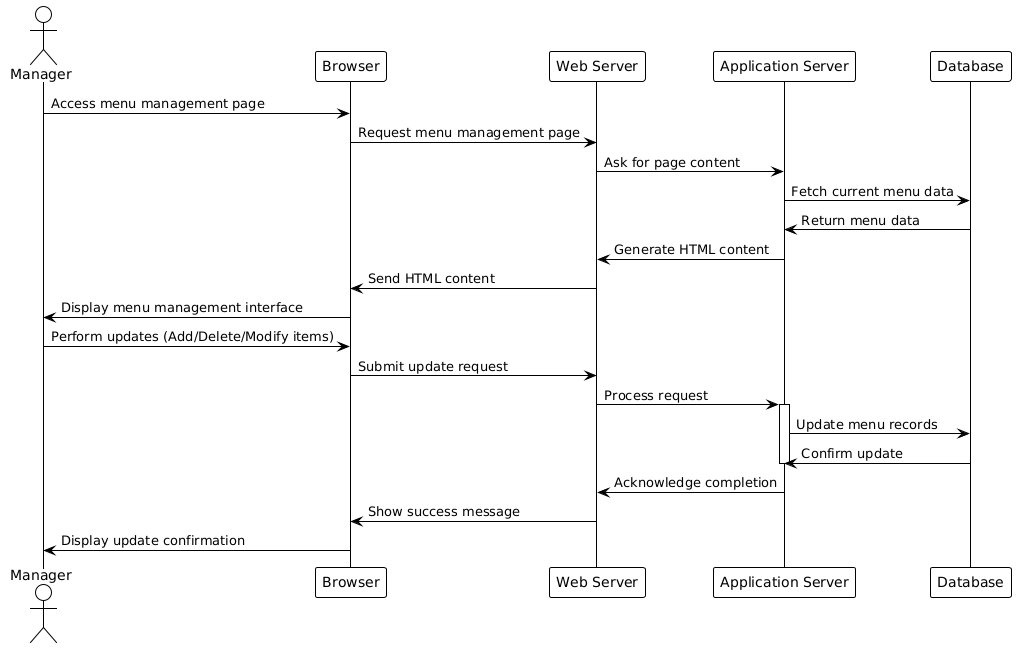 Manager
Browser
Web Server
Application Server
Database
Access menu management page
Request menu management page
Ask for page content
Fetch current menu data
Return menu data
Generate HTML content
Send HTML content
Display menu management interface
Perform updates (Add/Delete/Modify items)
Submit update request
Process request
Update menu records
Confirm update
Acknowledge completion
Show success message
Display update confirmation
Manager
Browser
Web Server
Application Server
Database